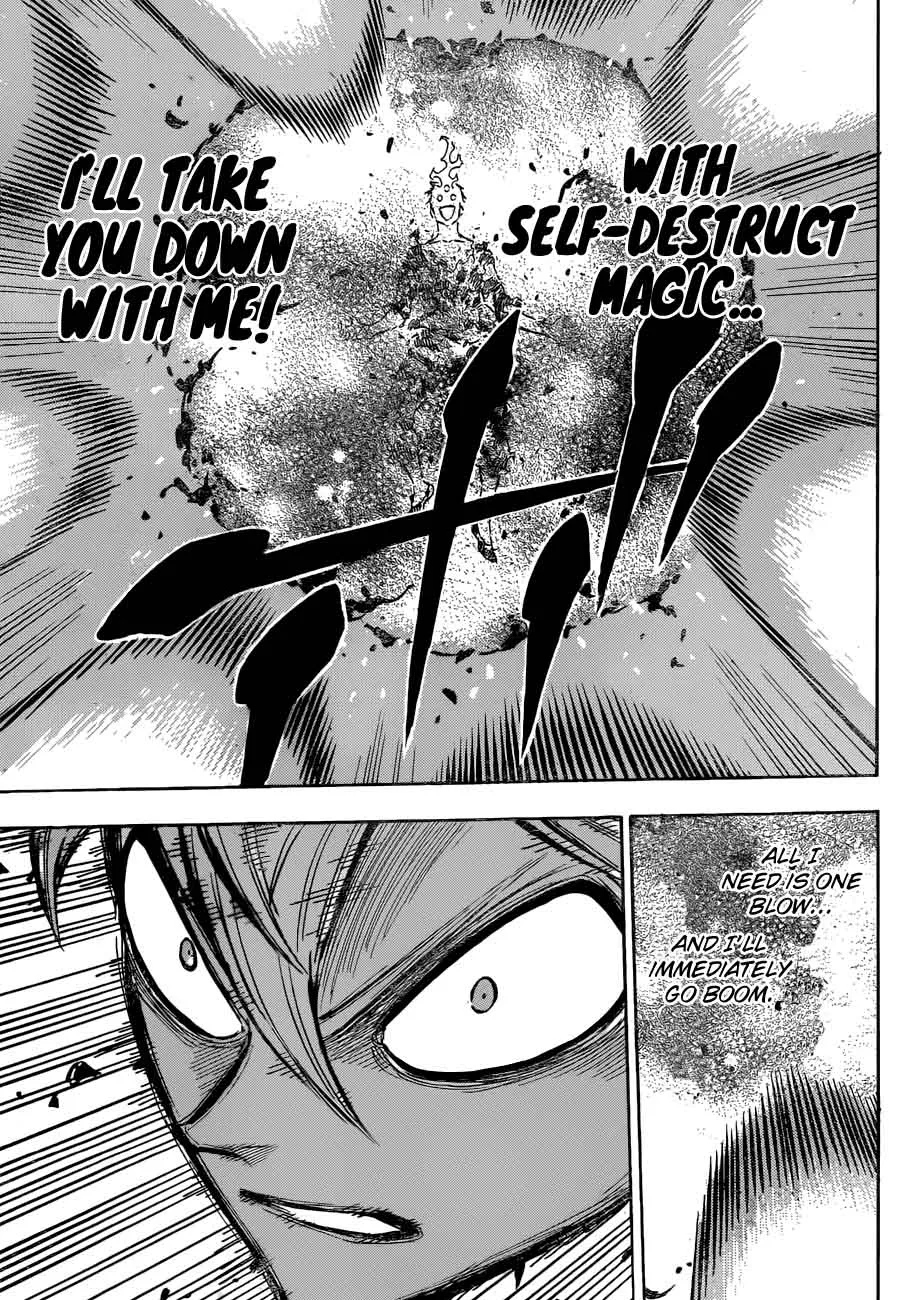 WITH
SELF-DESTRUCT
MAGIC...
I'LL TAKE
YOU DOWN
WITH ME!
ALL I
NEED IS ONE
BLOW...
AND I'LL
IMMEDIATELY
GO BOOM.